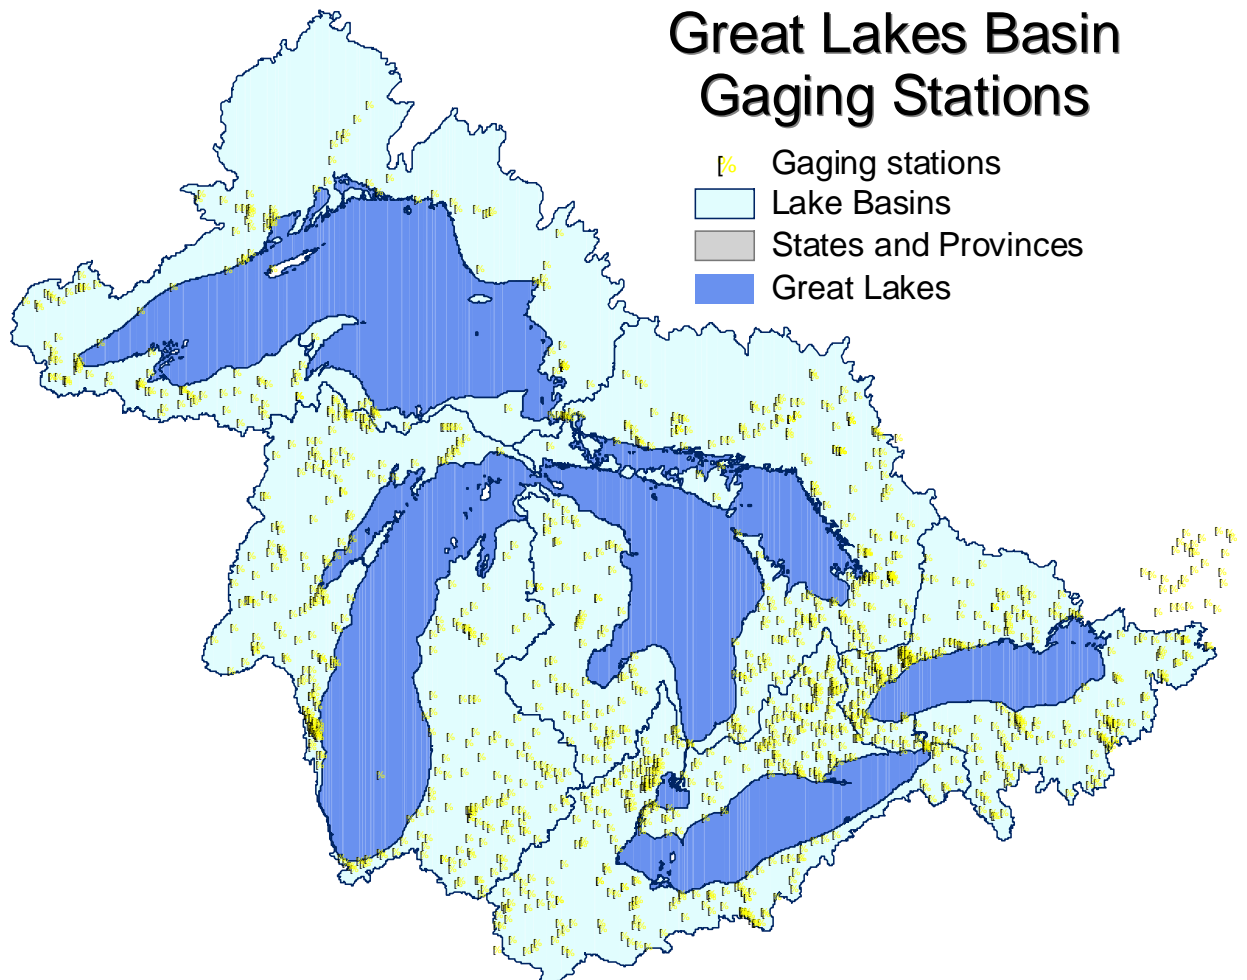 Great Lakes Basin
Gaging Stations
[% Gaging stations
Lake Basins
States and Provinces
Great Lakes